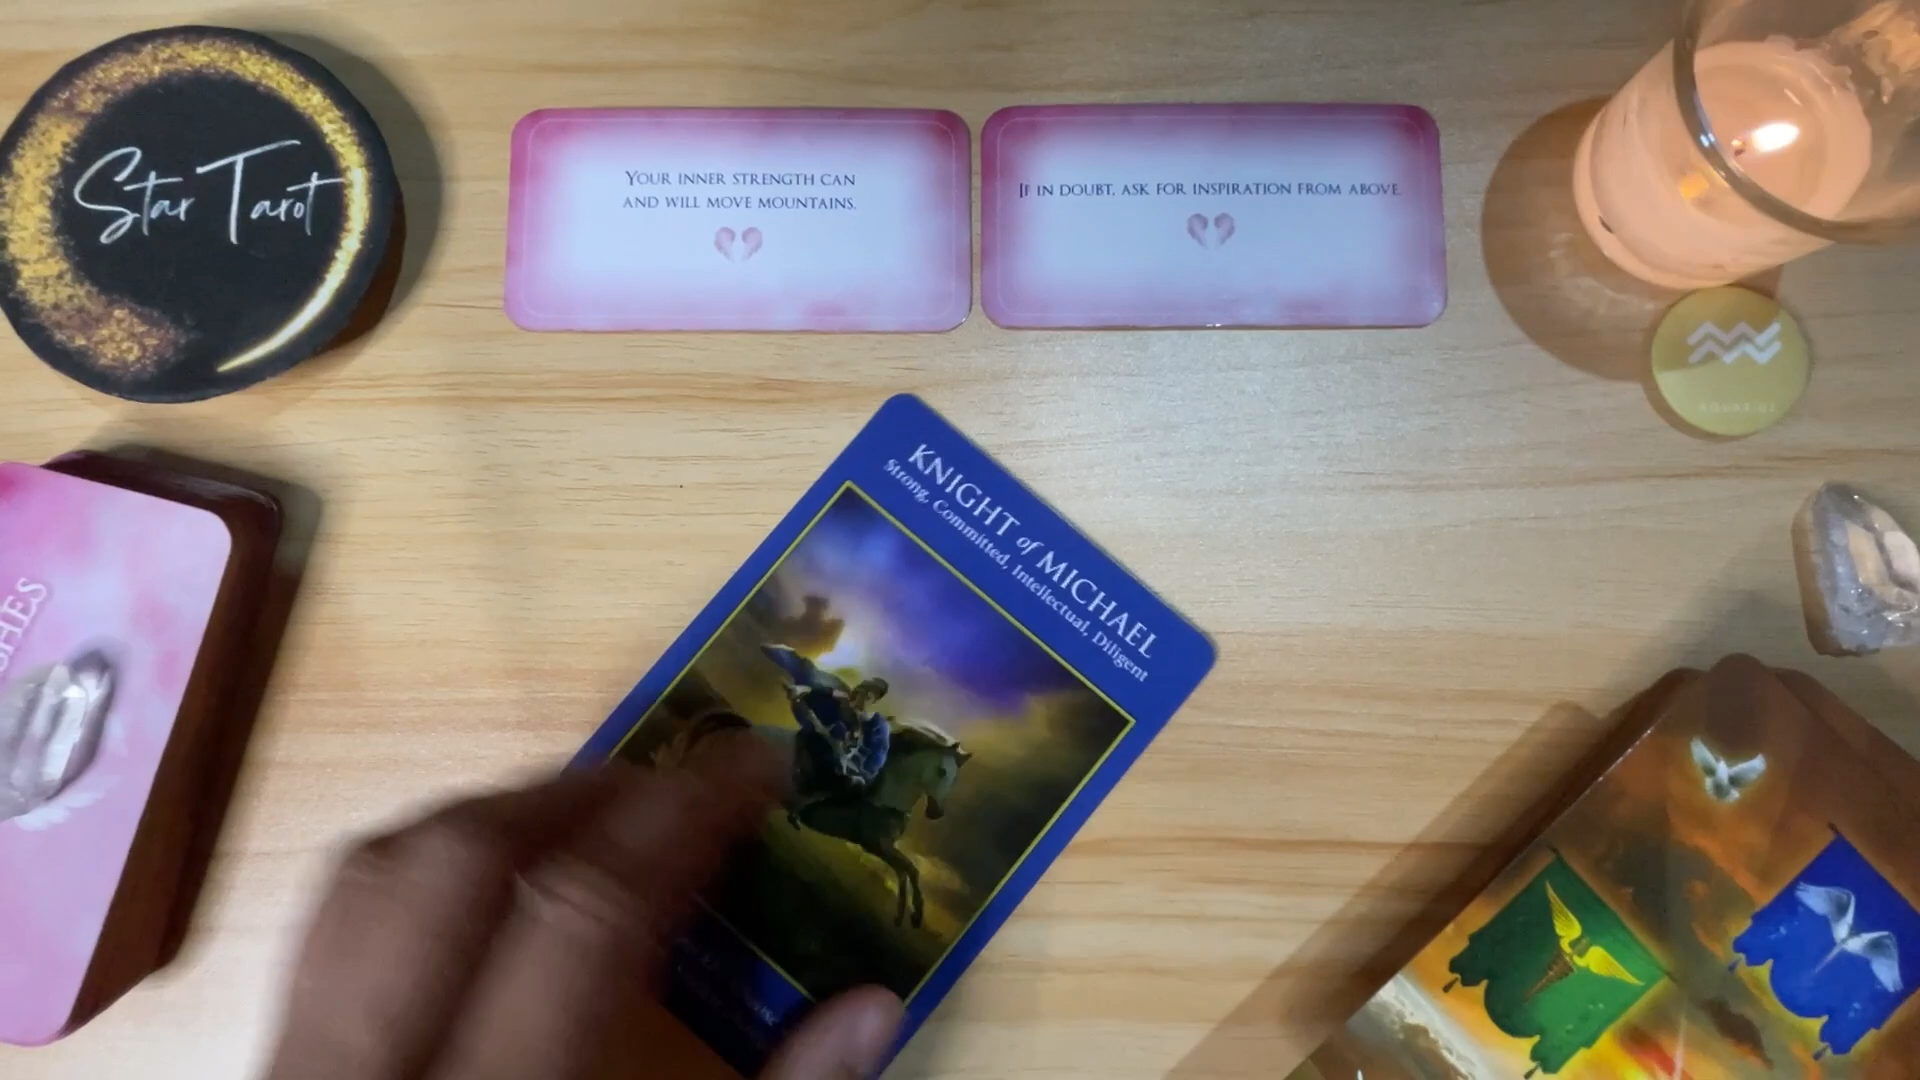 Star Tarot
YOUR INNER STRENGTH CAN
AND WILL MOVE MOUNTAINS.
IF IN DOUBT, ASK FOR INSPIRATION FROM ABOVE.
AQUARIUS
KNIGHT of MICHAEL
Strong, Committed, Intellectual, Diligent